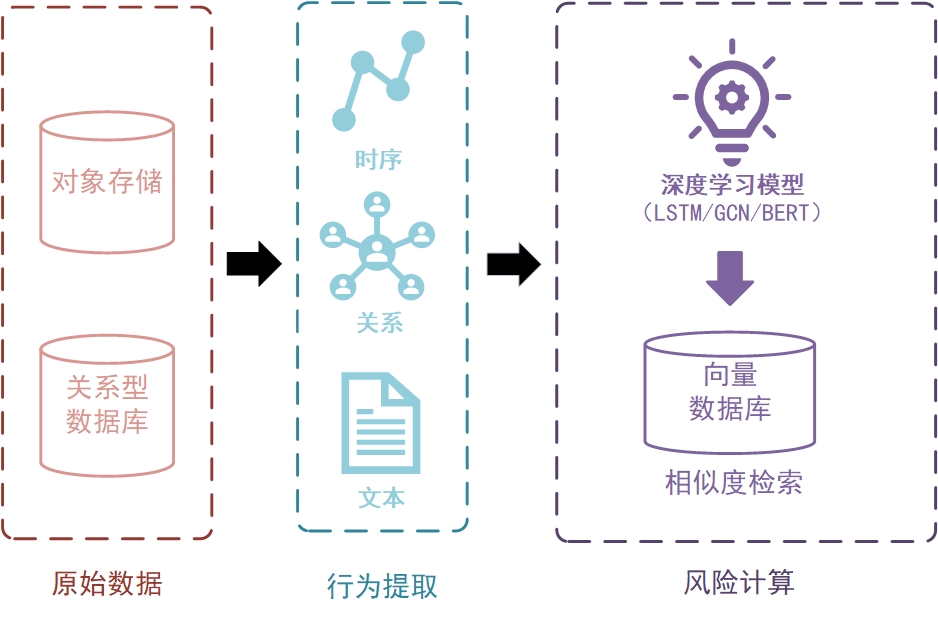 对象存储
关系型
数据库
原始数据
时序
关系
文本
行为提取
深度学习模型
（LSTM/GCN/BERT）
向量
数据库
相似度检索
风险计算